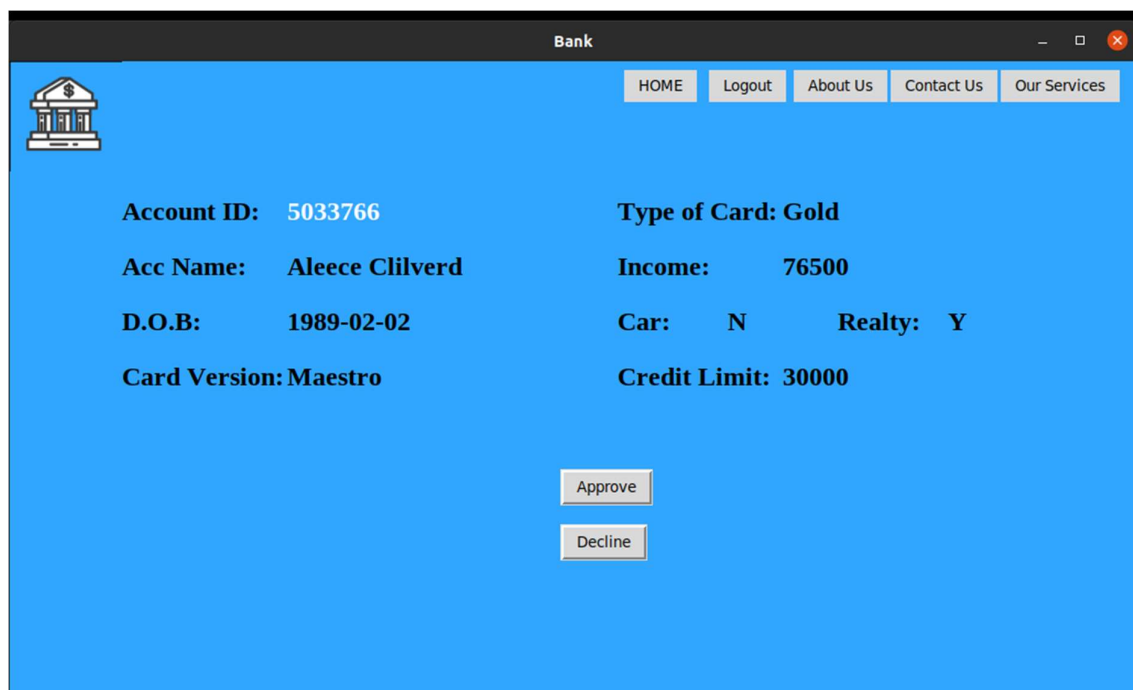 Bank
$
HOME Logout About Us Contact Us Our Services
Account ID: 5033766 Type of Card: Gold
Acc Name: Aleece Clilverd Income: 76500
D.O.B: 1989-02-02 Car: N Realty: Y
Card Version: Maestro Credit Limit: 30000
Approve
Decline